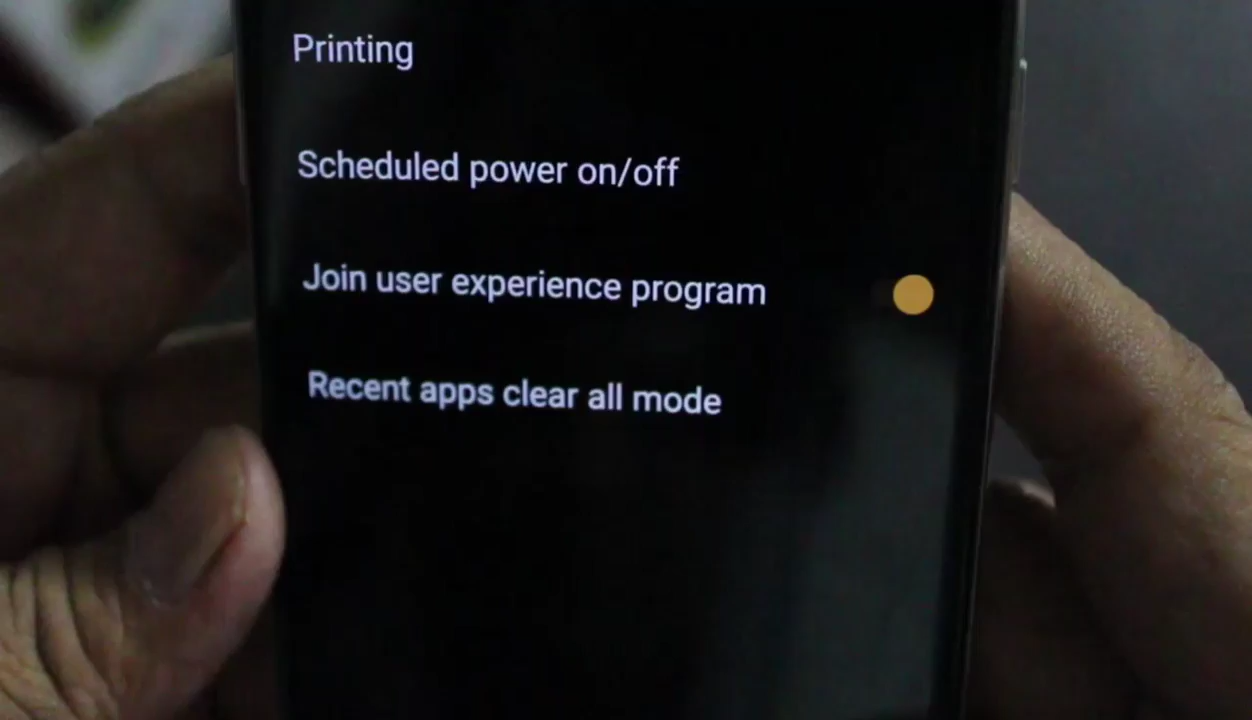 Printing
Scheduled power on/off
Join user experience program
Recent apps clear all mode